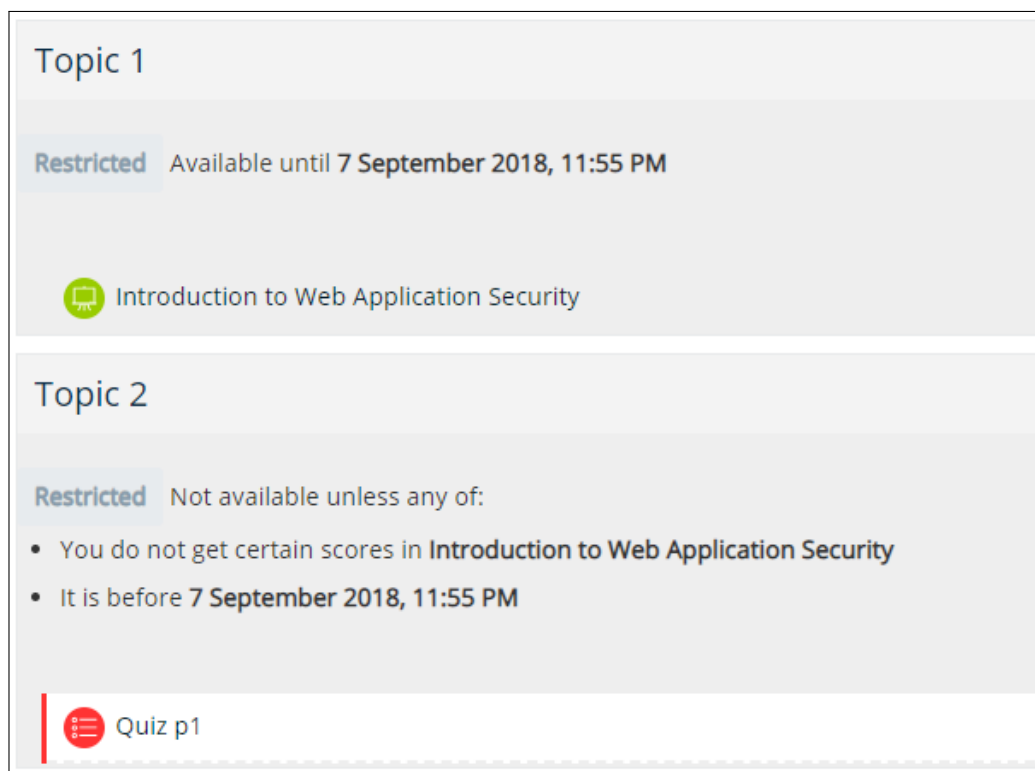 Topic 1
Restricted Available until 7 September 2018, 11:55 PM
Introduction to Web Application Security
Topic 2
Restricted Not available unless any of:
• You do not get certain scores in Introduction to Web Application Security
• It is before 7 September 2018, 11:55 PM
Quiz p1